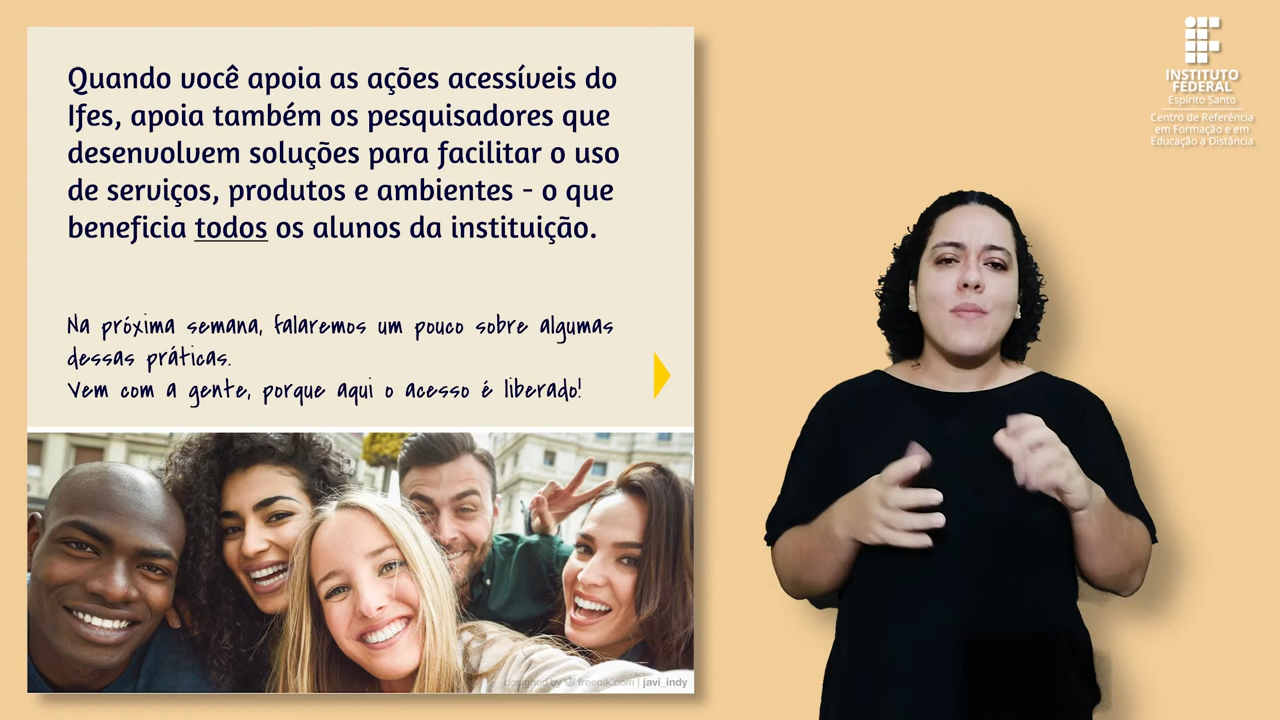 Quando você apoia as ações acessíveis do
Ifes, apoia também os pesquisadores que
desenvolvem soluções para facilitar o uso
de serviços, produtos e ambientes - o que
beneficia todos os alunos da instituição.
Na próxima semana, falaremos um pouco sobre algumas
dessas práticas.
Vem com a gente, porque aqui o acesso é liberado!
designed by freepik.com | javi_indy
INSTITUTO
FEDERAL
Espírito Santo
Centro de Referência
em Formação e em
Educação a Distância